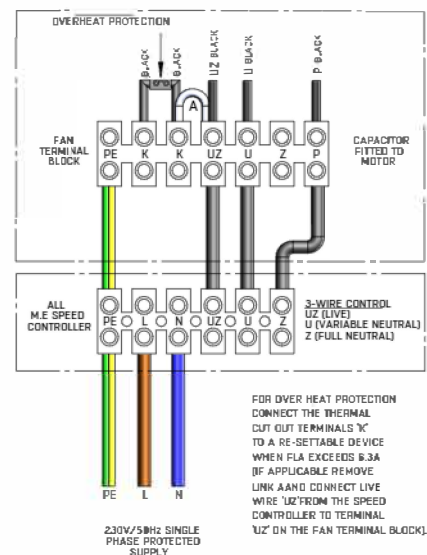 OVERHEAT PROTECTION
BLACK
BLACK
UZ BLACK
U BLACK
P BLACK
A
FAN
TERMINAL
BLOCK
PE K K UZ U Z P
CAPACITOR
FITTED TO
MOTOR
ALL
M.E SPEED
CONTROLLER
PE L N UZ U Z
3-WIRE CONTROL
UZ (LIVE)
U (VARIABLE NEUTRAL)
Z (FULL NEUTRAL)
FOR OVER HEAT PROTECTION
CONNECT THE THERMAL
CUT OUT TERMINALS 'K'
TO A RE-SETTABLE DEVICE
WHEN FLA EXCEEDS 6.3A
(IF APPLICABLE REMOVE
LINK A AND CONNECT LIVE
WIRE 'UZ' FROM THE SPEED
CONTROLLER TO TERMINAL
'UZ' ON THE FAN TERMINAL BLOCK).
PE L N
230V/50Hz SINGLE
PHASE PROTECTED
SUPPLY